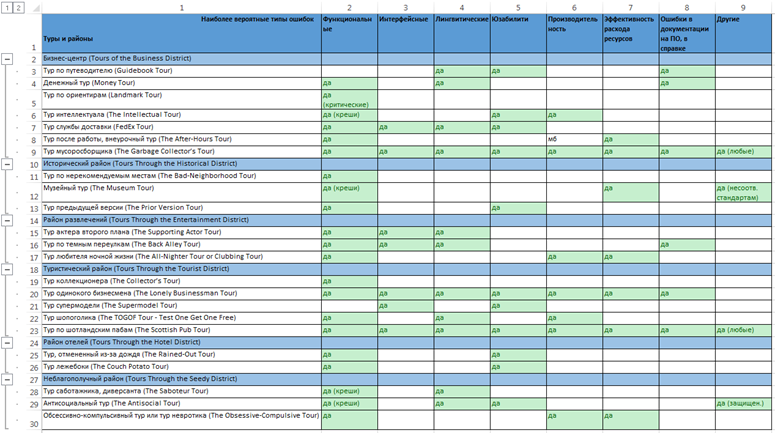 1 2 1 2 3 4 5 6 7 8 9
1 Наиболее вероятные типы ошибок Туры и районы Функциональные Интерфейсные Лингвитические Юзабилити Производительность Эффективность расхода ресурсов Ошибки в документации на ПО, в справке Другие
2 Бизнес-центр (Tours of the Business District)
3 Тур по путеводителю (Guidebook Tour) да да да
4 Денежный тур (Money Tour) да да да
5 Тур по ориентирам (Landmark Tour) да (критические)
6 Тур интеллектуала (The Intellectual Tour) да (креши) да да
7 Тур службы доставки (FedEx Tour) да да да да
8 Тур после работы, внеурочный тур (The After-Hours Tour) да мб да
9 Тур мусоросборщика (The Garbage Collector's Tour) да да да да да да да да (любые)
10 Исторический район (Tours Through the Historical District)
11 Тур по нерекомендуемым местам (The Bad-Neighborhood Tour) да
12 Музейный тур (The Museum Tour) да (креши) да да (несоотв. стандартам)
13 Тур предыдущей версии (The Prior Version Tour) да да
14 Район развлечений (Tours Through the Entertainment District)
15 Тур актера второго плана (The Supporting Actor Tour) да да да
16 Тур по темным переулкам (The Back Alley Tour) да да да да
17 Тур любителя ночной жизни (The All-Nighter Tour or Clubbing Tour) да да да
18 Туристический район (Tours Through the Tourist District)
19 Тур коллекционера (The Collector's Tour) да
20 Тур одинокого бизнесмена (The Lonely Businessman Tour) да да да да да да да
21 Тур супермодели (The Supermodel Tour) да да
22 Тур шопоголика (The TOGOF Tour - Test One Get One Free) да да да
23 Тур по шотландским пабам (The Scottish Pub Tour) да да да да да да да да (любые)
24 Район отелей (Tours Through the Hotel District)
25 Тур, отмененный из-за дождя (The Rained-Out Tour) да да
26 Тур лежебоки (The Couch Potato Tour) да да
27 Неблагополучный район (Tours Through the Seedy District)
28 Тур саботажника, диверсанта (The Saboteur Tour) да (креши) да
29 Антисоциальный тур (The Antisocial Tour) да (креши) да да да (защищен.)
30 Обсессивно-компульсивный тур или тур невротика (The Obsessive-Compulsive Tour) да да да